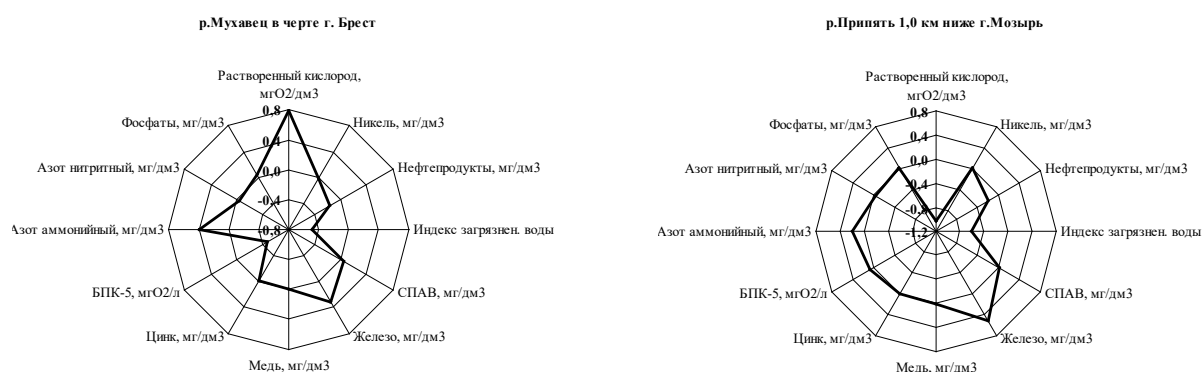 р.Мухавец в черте г. Брест
Растворенный кислород,
мгО2/дм3
0,8
0,4
0,0
-0,4
-0,8
Никель, мг/дм3
Нефтепродукты, мг/дм3
Индекс загрязнен. воды
СПАВ, мг/дм3
Железо, мг/дм3
Медь, мг/дм3
Цинк, мг/дм3
БПК-5, мгО2/л
Азот аммонийный, мг/дм3
Азот нитритный, мг/дм3
Фосфаты, мг/дм3
р.Припять 1,0 км ниже г.Мозырь
Растворенный кислород,
мгО2/дм3
0,8
0,4
0,0
-0,4
-0,8
-1,2
Никель, мг/дм3
Нефтепродукты, мг/дм3
Индекс загрязнен. воды
СПАВ, мг/дм3
Железо, мг/дм3
Медь, мг/дм3
Цинк, мг/дм3
БПК-5, мгО2/л
Азот аммонийный, мг/дм3
Азот нитритный, мг/дм3
Фосфаты, мг/дм3